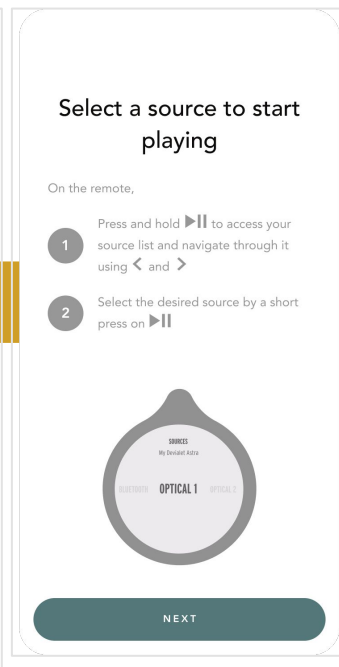 Select a source to start
playing
On the remote,
1
Press and hold ▶II to access your
source list and navigate through it
using < and >
2
Select the desired source by a short
press on ▶II
SOURCES
My Devialet Astra
BLUETOOTH OPTICAL 1 OPTICAL 2
NEXT